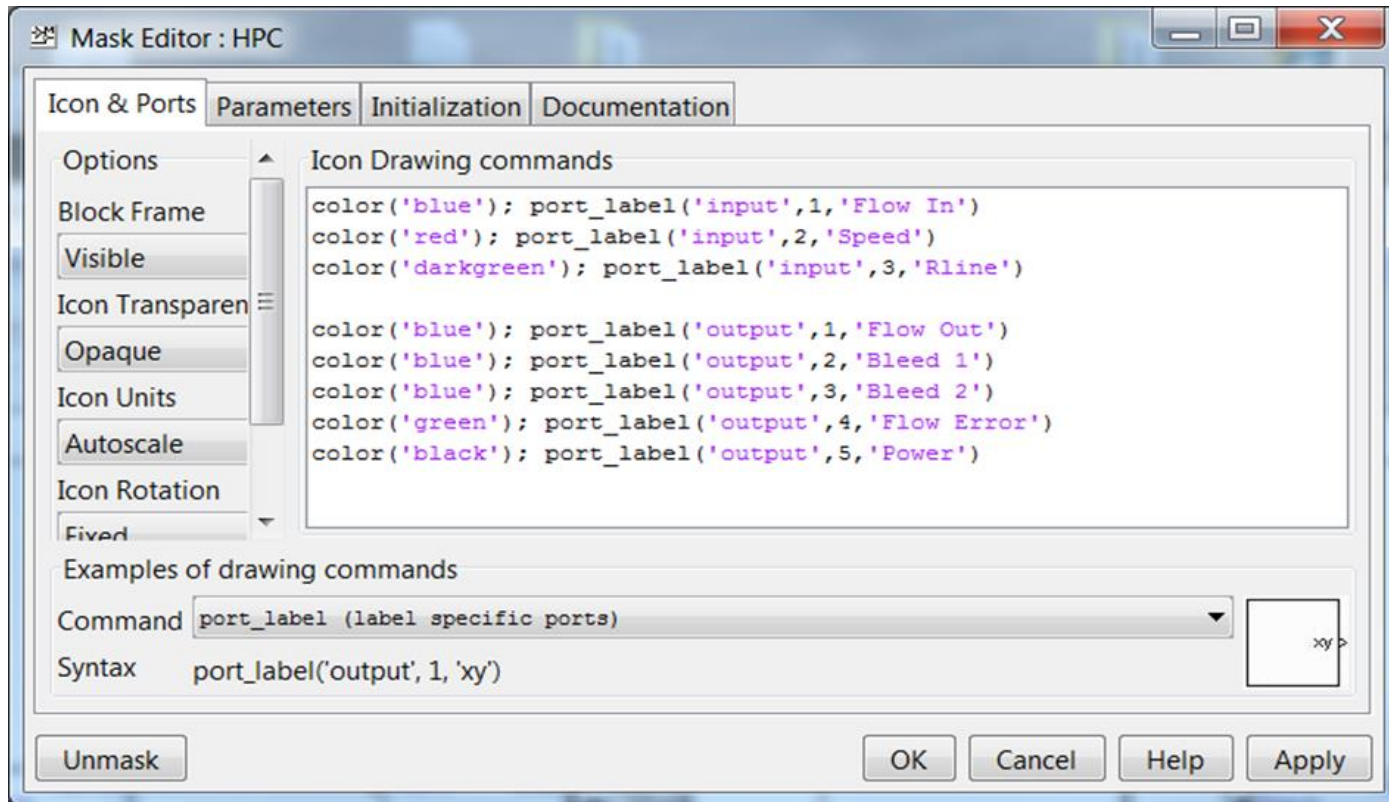 Mask Editor : HPC
Icon & Ports Parameters Initialization Documentation
Options
Block Frame
Visible
Icon Transparen
Opaque
Icon Units
Autoscale
Icon Rotation
Fixed
Icon Drawing commands
color('blue'); port_label('input',1,'Flow In')
color('red'); port_label('input',2,'Speed')
color('darkgreen'); port_label('input',3,'Rline')
color('blue'); port_label('output',1,'Flow Out')
color('blue'); port_label('output',2,'Bleed 1')
color('blue'); port_label('output',3,'Bleed 2')
color('green'); port_label('output',4,'Flow Error')
color('black'); port_label('output',5,'Power')
Examples of drawing commands
Command port_label (label specific ports)
xy
Syntax port_label('output', 1, 'xy')
Unmask OK Cancel Help Apply